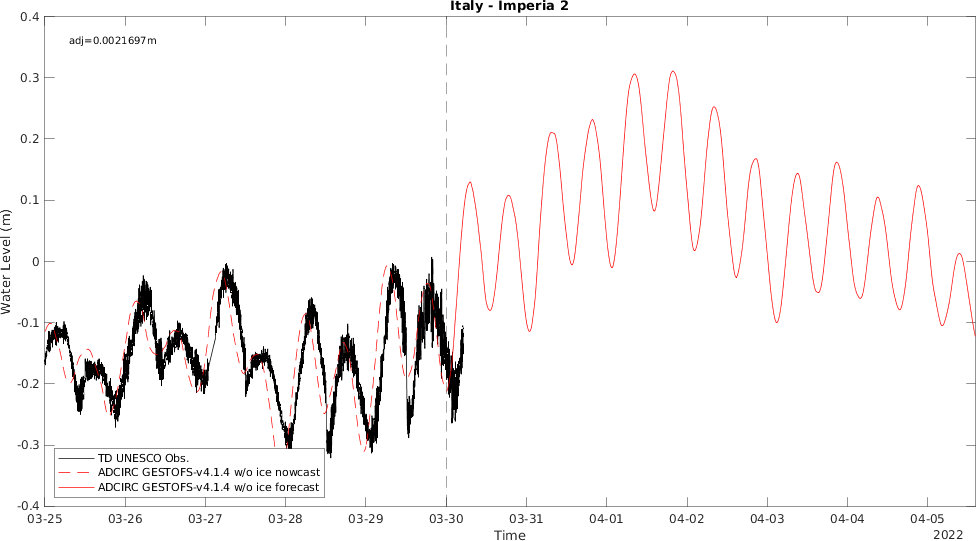 Italy - Imperia 2
adj=0.0021697m
0.4
0.3
0.2
0.1
0
-0.1
-0.2
-0.3
-0.4
Water Level (m)
TD UNESCO Obs.
ADCIRC GESTOFS-v4.1.4 w/o ice nowcast
ADCIRC GESTOFS-v4.1.4 w/o ice forecast
03-25 03-26 03-27 03-28 03-29 03-30 03-31 04-01 04-02 04-03 04-04 04-05
Time
2022